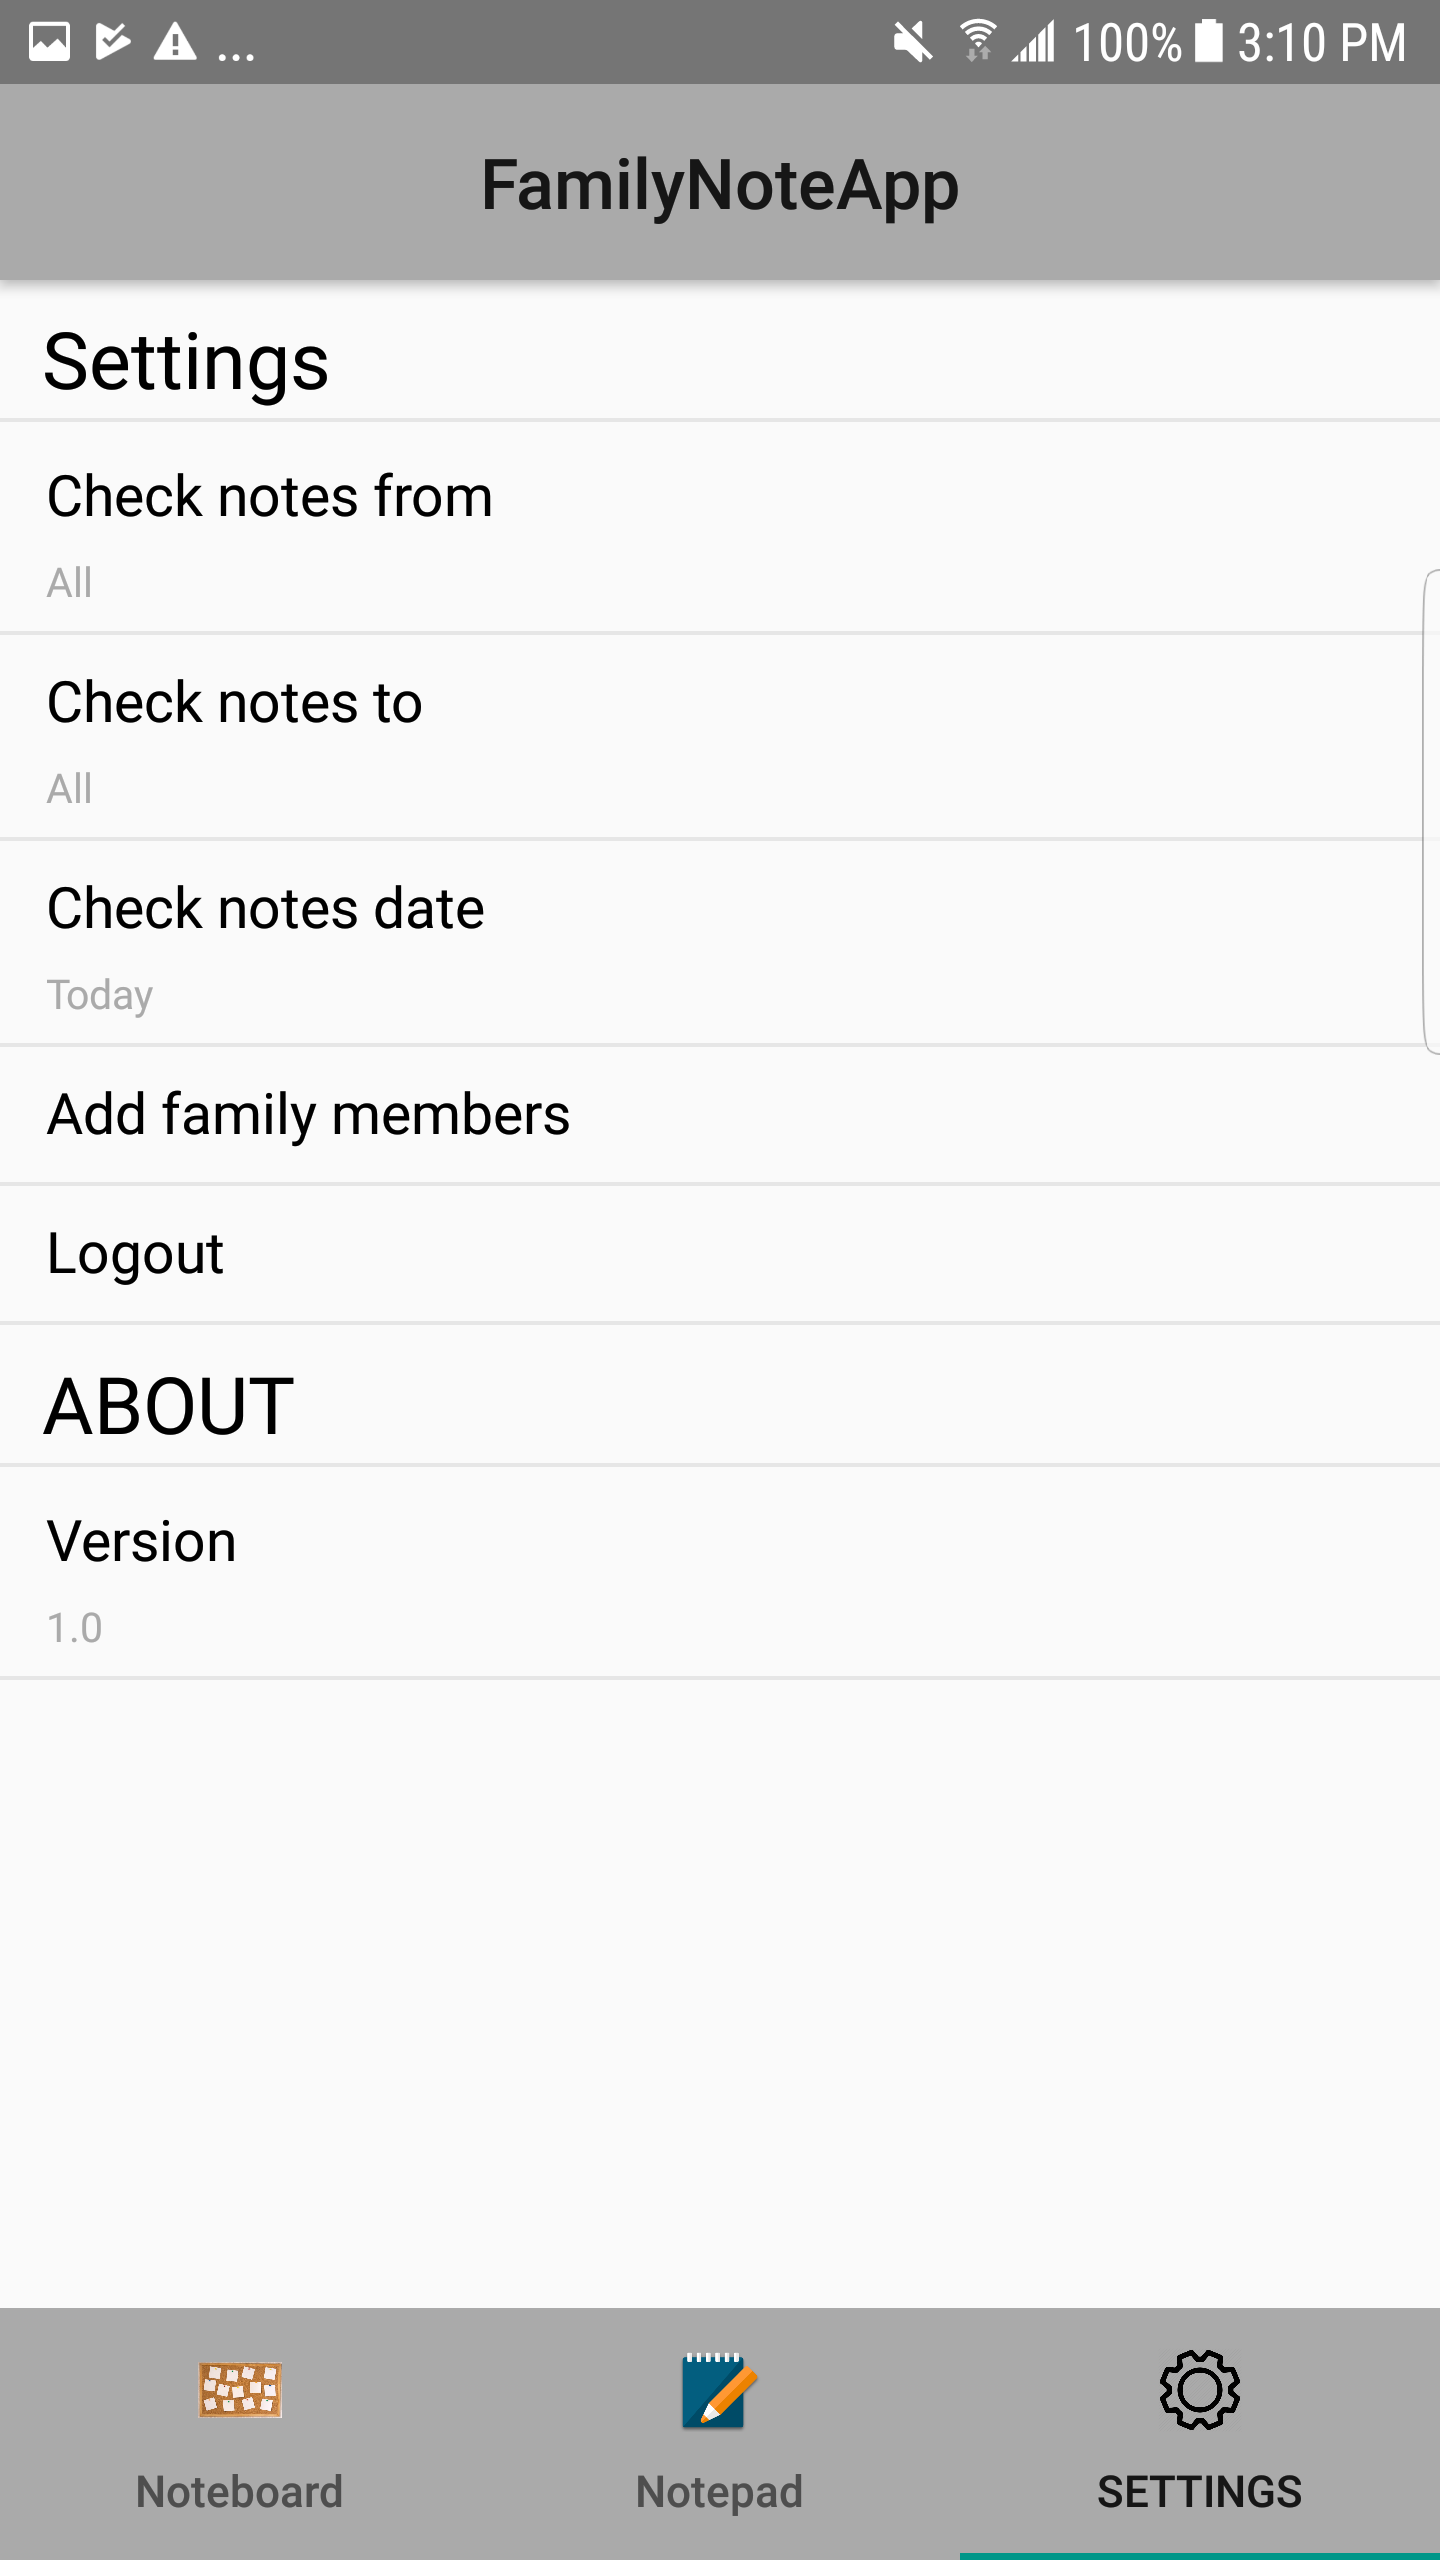 ... 100% 3:10 PM
FamilyNoteApp
Settings
Check notes from
All
Check notes to
All
Check notes date
Today
Add family members
Logout
ABOUT
Version
1.0
Noteboard Notepad SETTINGS